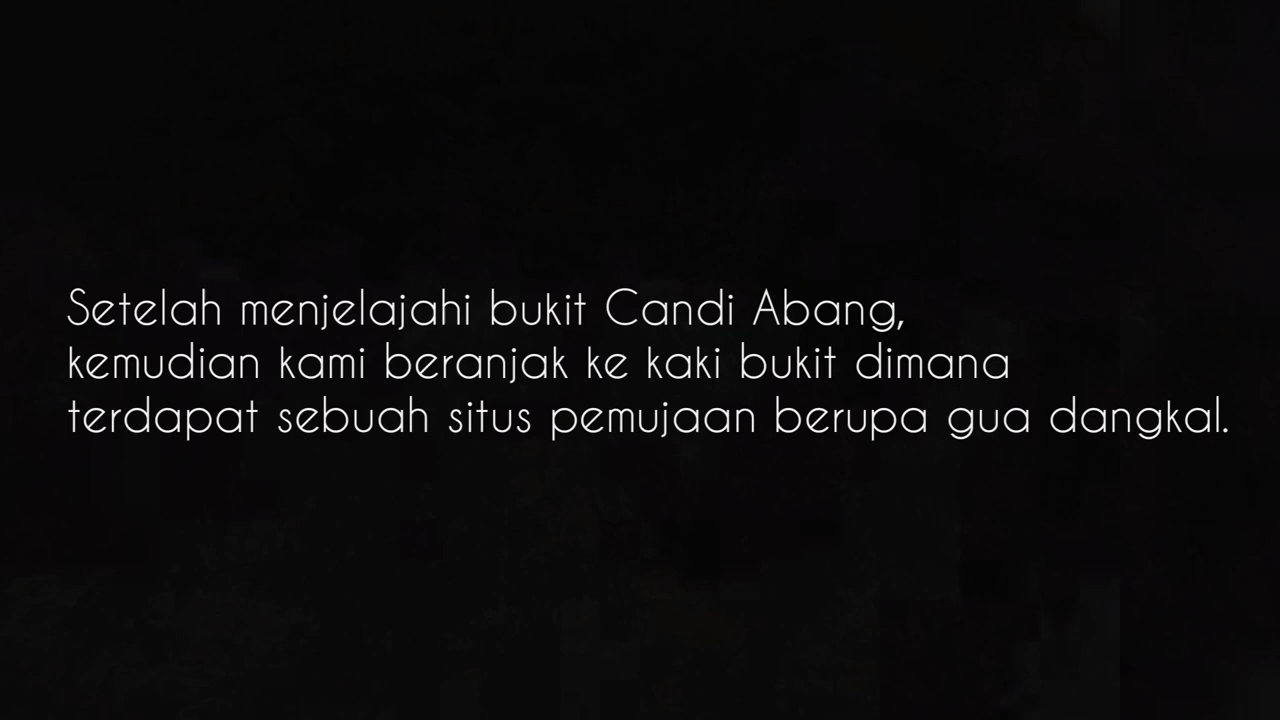 Setelah menjelajahi bukit Candi Abang,
kemudian kami beranjak ke kaki bukit dimana
terdapat sebuah situs pemujaan berupa gua dangkal.